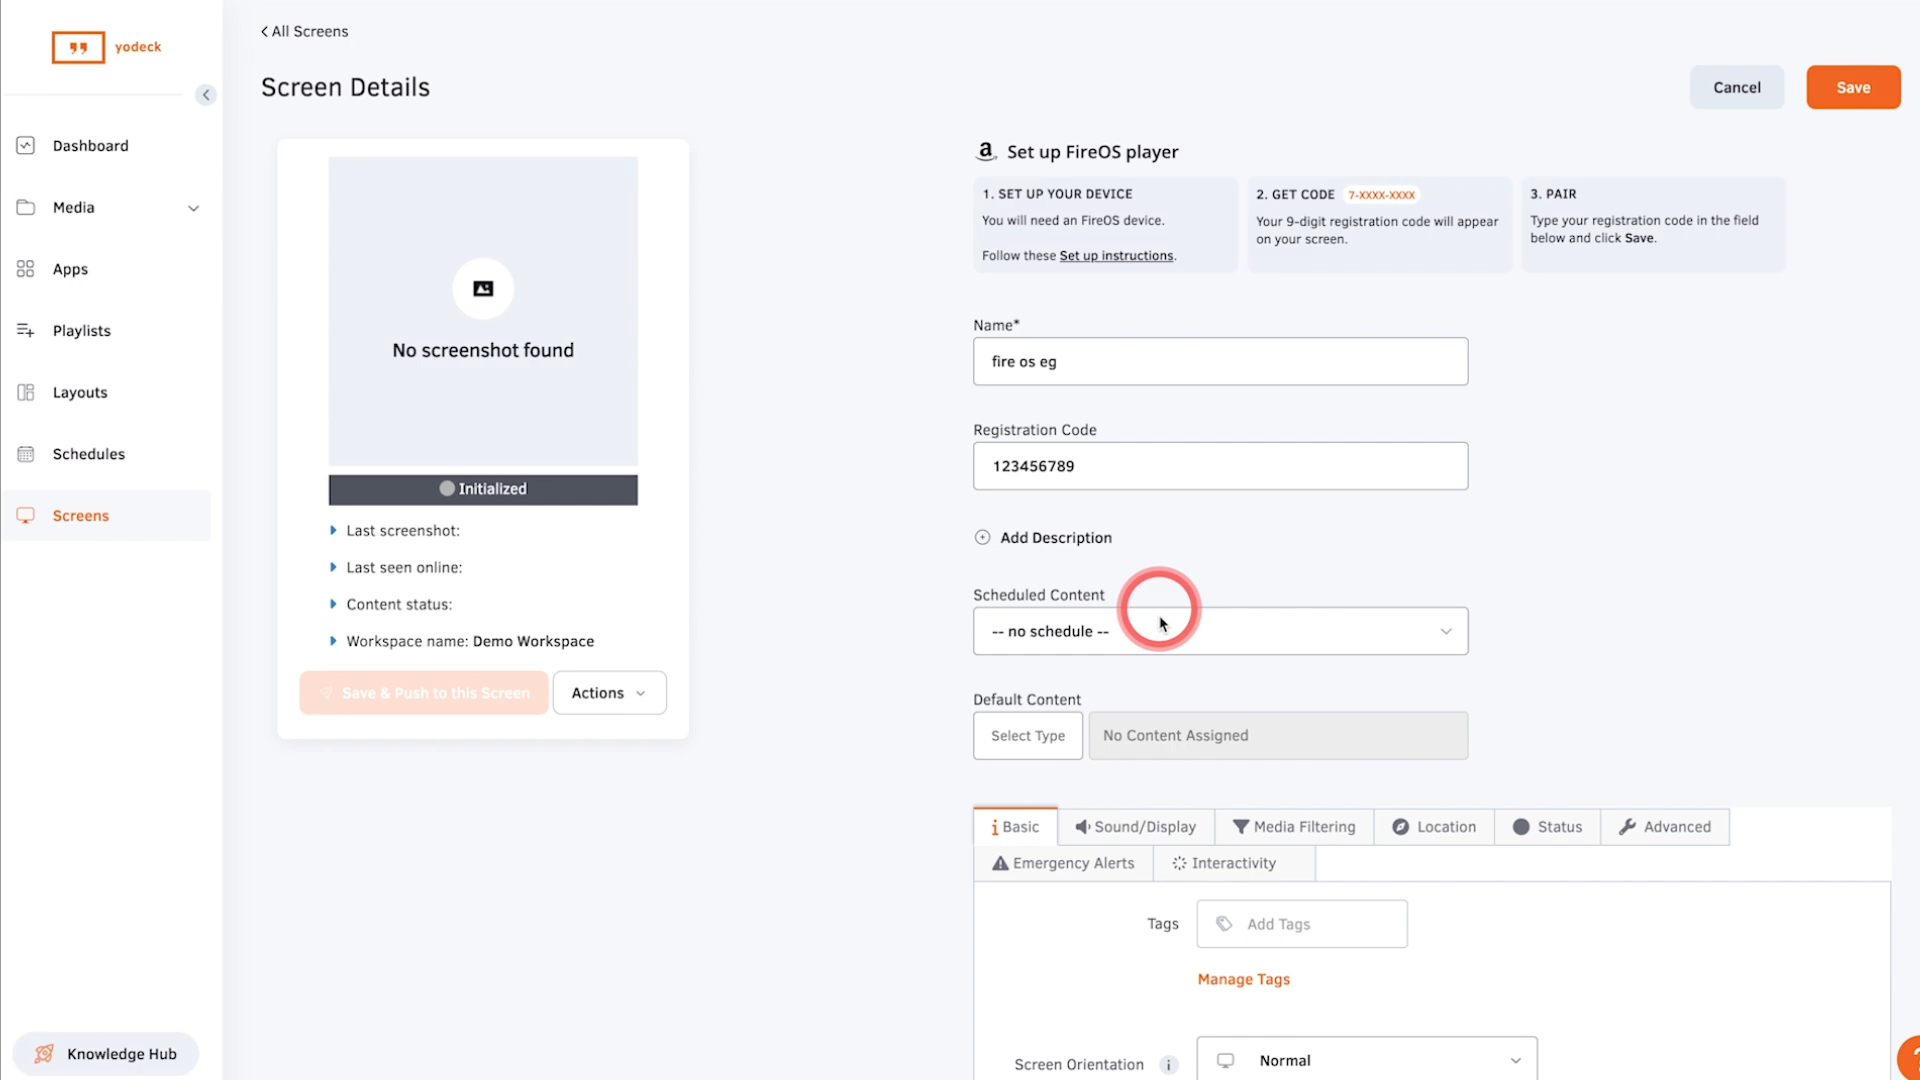 yodeck
Dashboard
Media
Apps
Playlists
Layouts
Schedules
Screens
Knowledge Hub
All Screens
Screen Details
Cancel
Save
No screenshot found
Initialized
Last screenshot:
Last seen online:
Content status:
Workspace name: Demo Workspace
Save & Push to this Screen
Actions
Set up FireOS player
1. SET UP YOUR DEVICE
You will need an FireOS device.
Follow these Set up instructions.
2. GET CODE 7-XXXX-XXXX
Your 9-digit registration code will appear
on your screen.
3. PAIR
Type your registration code in the field
below and click Save.
Name*
fire os eg
Registration Code
123456789
Add Description
Scheduled Content
-- no schedule --
Default Content
Select Type
No Content Assigned
Basic
Sound/Display
Media Filtering
Location
Status
Advanced
Emergency Alerts
Interactivity
Tags
Add Tags
Manage Tags
Screen Orientation
Normal